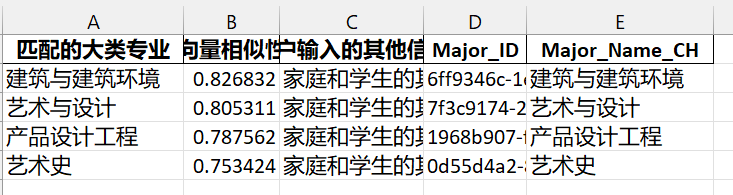 A B C D E
匹配的大类专业 向量相似性 户输入的其他信 Major_ID Major_Name_CH
建筑与建筑环境 0.826832 家庭和学生的其 6ff9346c-1 建筑与建筑环境
艺术与设计 0.805311 家庭和学生的其 7f3c9174-2 艺术与设计
产品设计工程 0.787562 家庭和学生的其 1968b907- 产品设计工程
艺术史 0.753424 家庭和学生的其 0d55d4a2- 艺术史